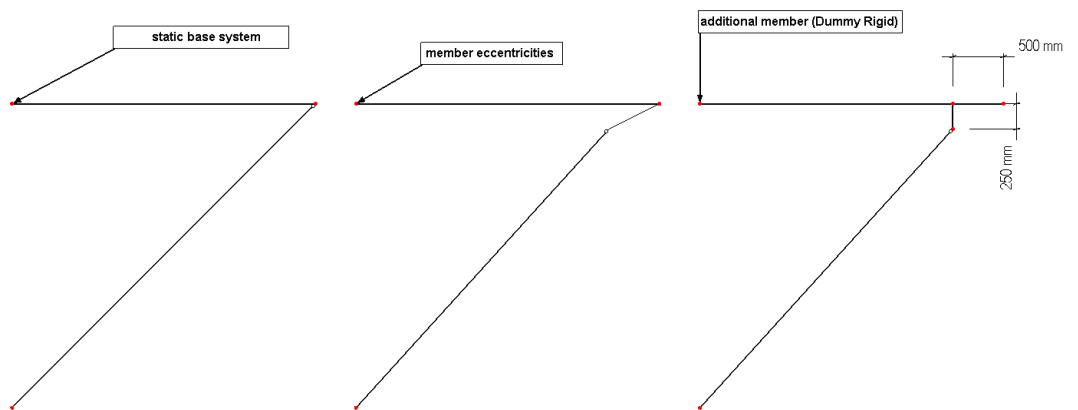 static base system
member eccentricities
additional member (Dummy Rigid)
500 mm
250 mm